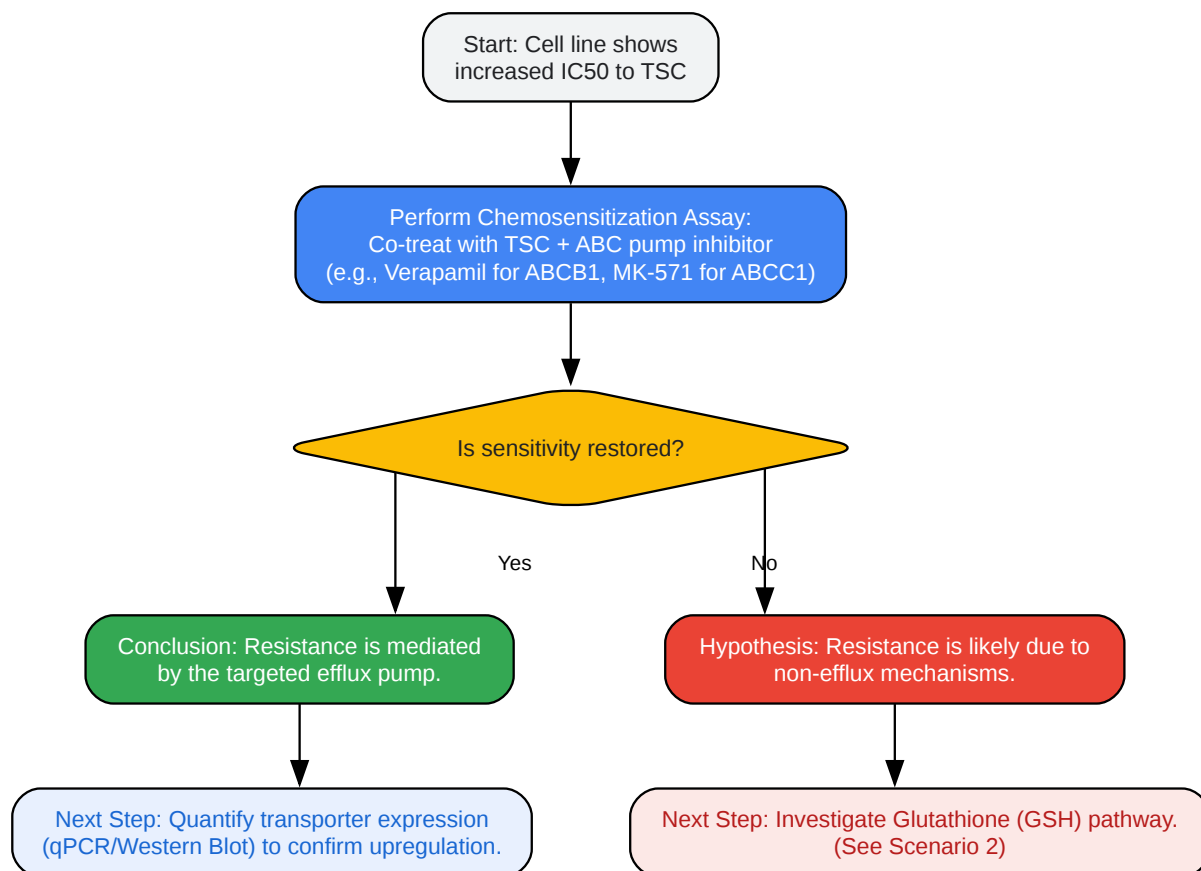 Start: Cell line shows
increased IC50 to TSC
Perform Chemosensitization Assay:
Co-treat with TSC + ABC pump inhibitor
(e.g., Verapamil for ABCB1, MK-571 for ABCC1)
Is sensitivity restored?
Yes
No
Conclusion: Resistance is mediated
by the targeted efflux pump.
Hypothesis: Resistance is likely due to
non-efflux mechanisms.
Next Step: Quantify transporter expression
(qPCR/Western Blot) to confirm upregulation.
Next Step: Investigate Glutathione (GSH) pathway.
(See Scenario 2)